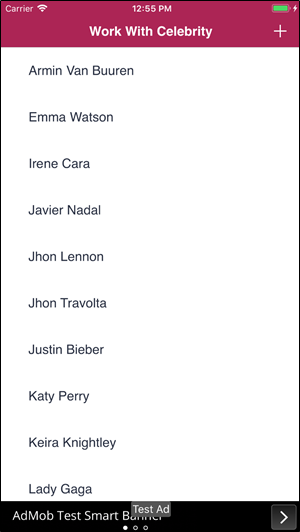 Carrier 12:55 PM
Work With Celebrity +
Armin Van Buuren
Emma Watson
Irene Cara
Javier Nadal
Jhon Lennon
Jhon Travolta
Justin Bieber
Katy Perry
Keira Knightley
Lady Gaga
Test Ad
AdMob Test Smart Banner